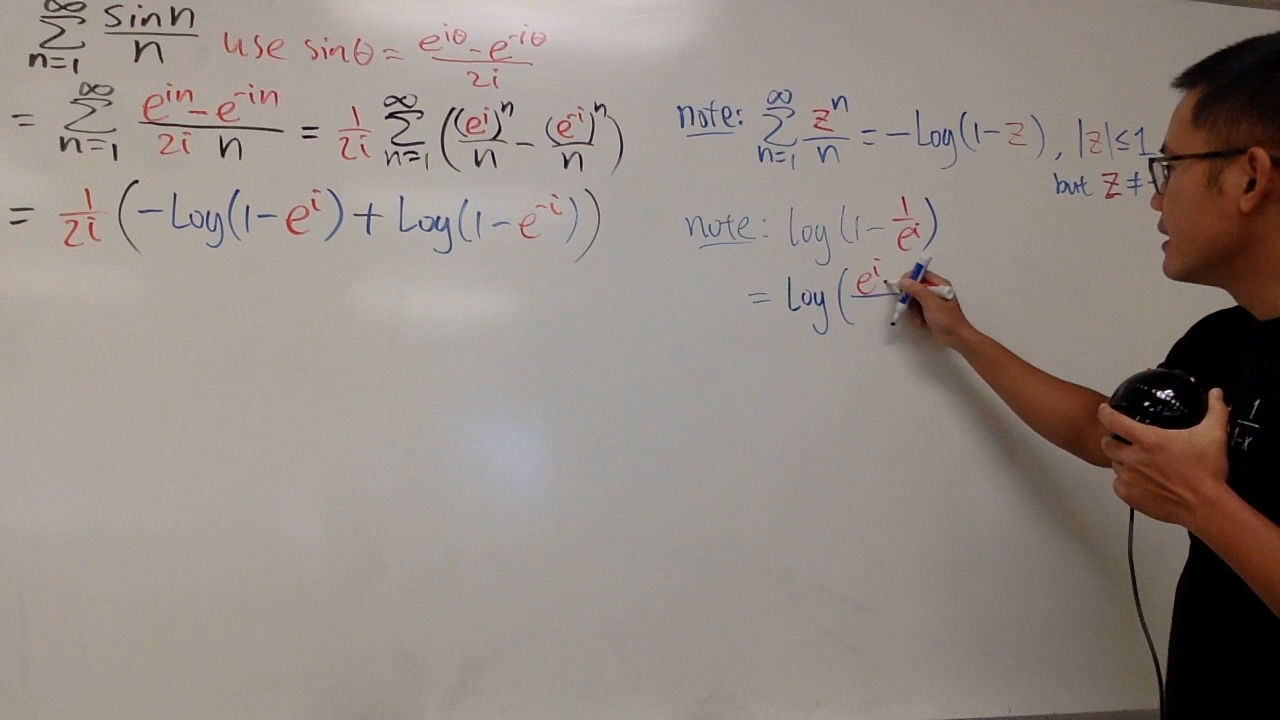 ∞∑n=1 sin n / n use sinθ = (e^{iθ} - e^{-iθ}) / 2i
= ∞∑n=1 (e^{in} - e^{-in}) / (2i n) = 1/2i ∞∑n=1 ((e^i)^n / n - (e^{-i})^n / n)
= 1/2i (-Log(1-e^i) + Log(1-e^{-i}))
note: ∞∑n=1 z^n / n = -Log(1-z), |z|≤1
but z ≠
note: log(1 - 1/e^i)
= Log(e^i
1/1-x